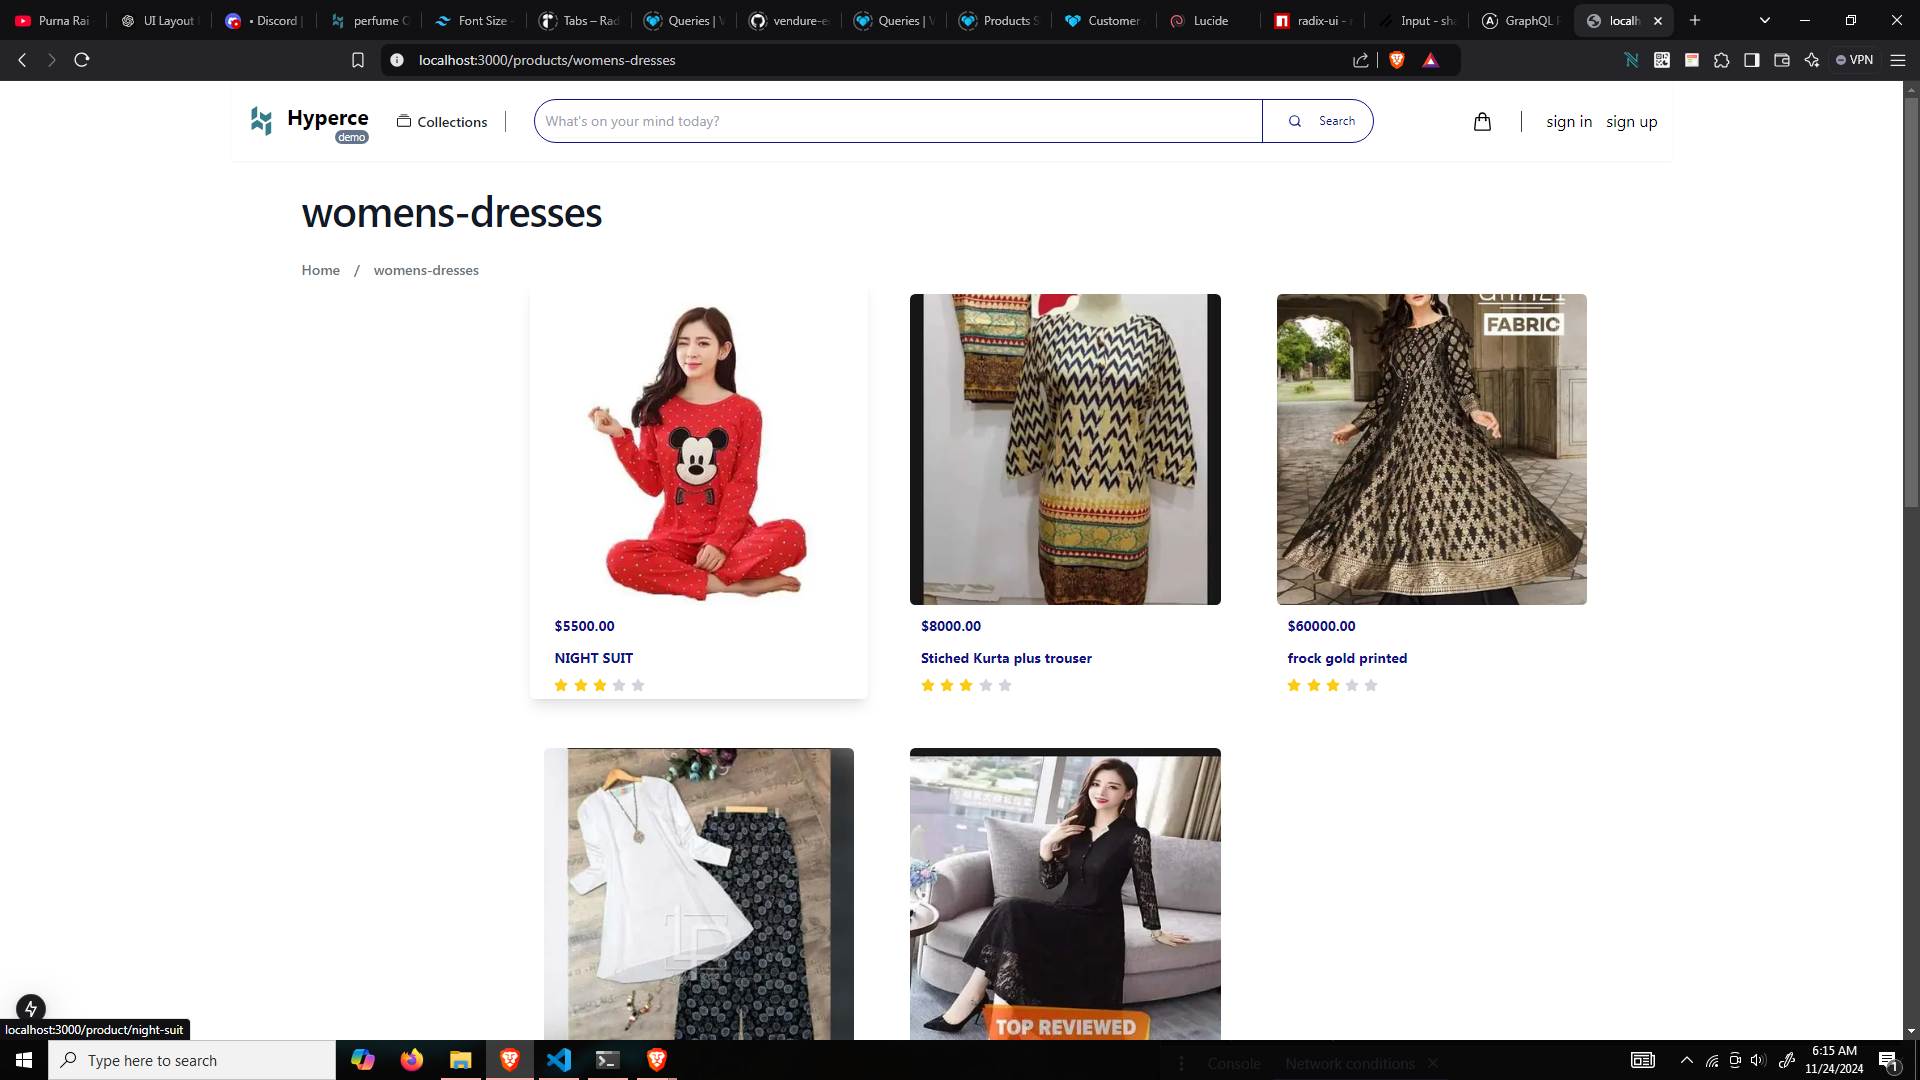 Purna Rai
UI Layout
• Discord |
perfume
Font Size
Tabs – Rad
Queries |
vendure-e
Queries |
Products S
Customer
Lucide
radix-ui -
Input - sha
GraphQL
localh
localhost:3000/products/womens-dresses
VPN
Hyperce
demo
Collections
What's on your mind today?
Search
sign in
sign up
womens-dresses
Home / womens-dresses
FABRIC
$5500.00
NIGHT SUIT
$8000.00
Stiched Kurta plus trouser
$60000.00
frock gold printed
TOP REVIEWED
localhost:3000/product/night-suit
Type here to search
Console
Network conditions
6:15 AM
11/24/2024
1